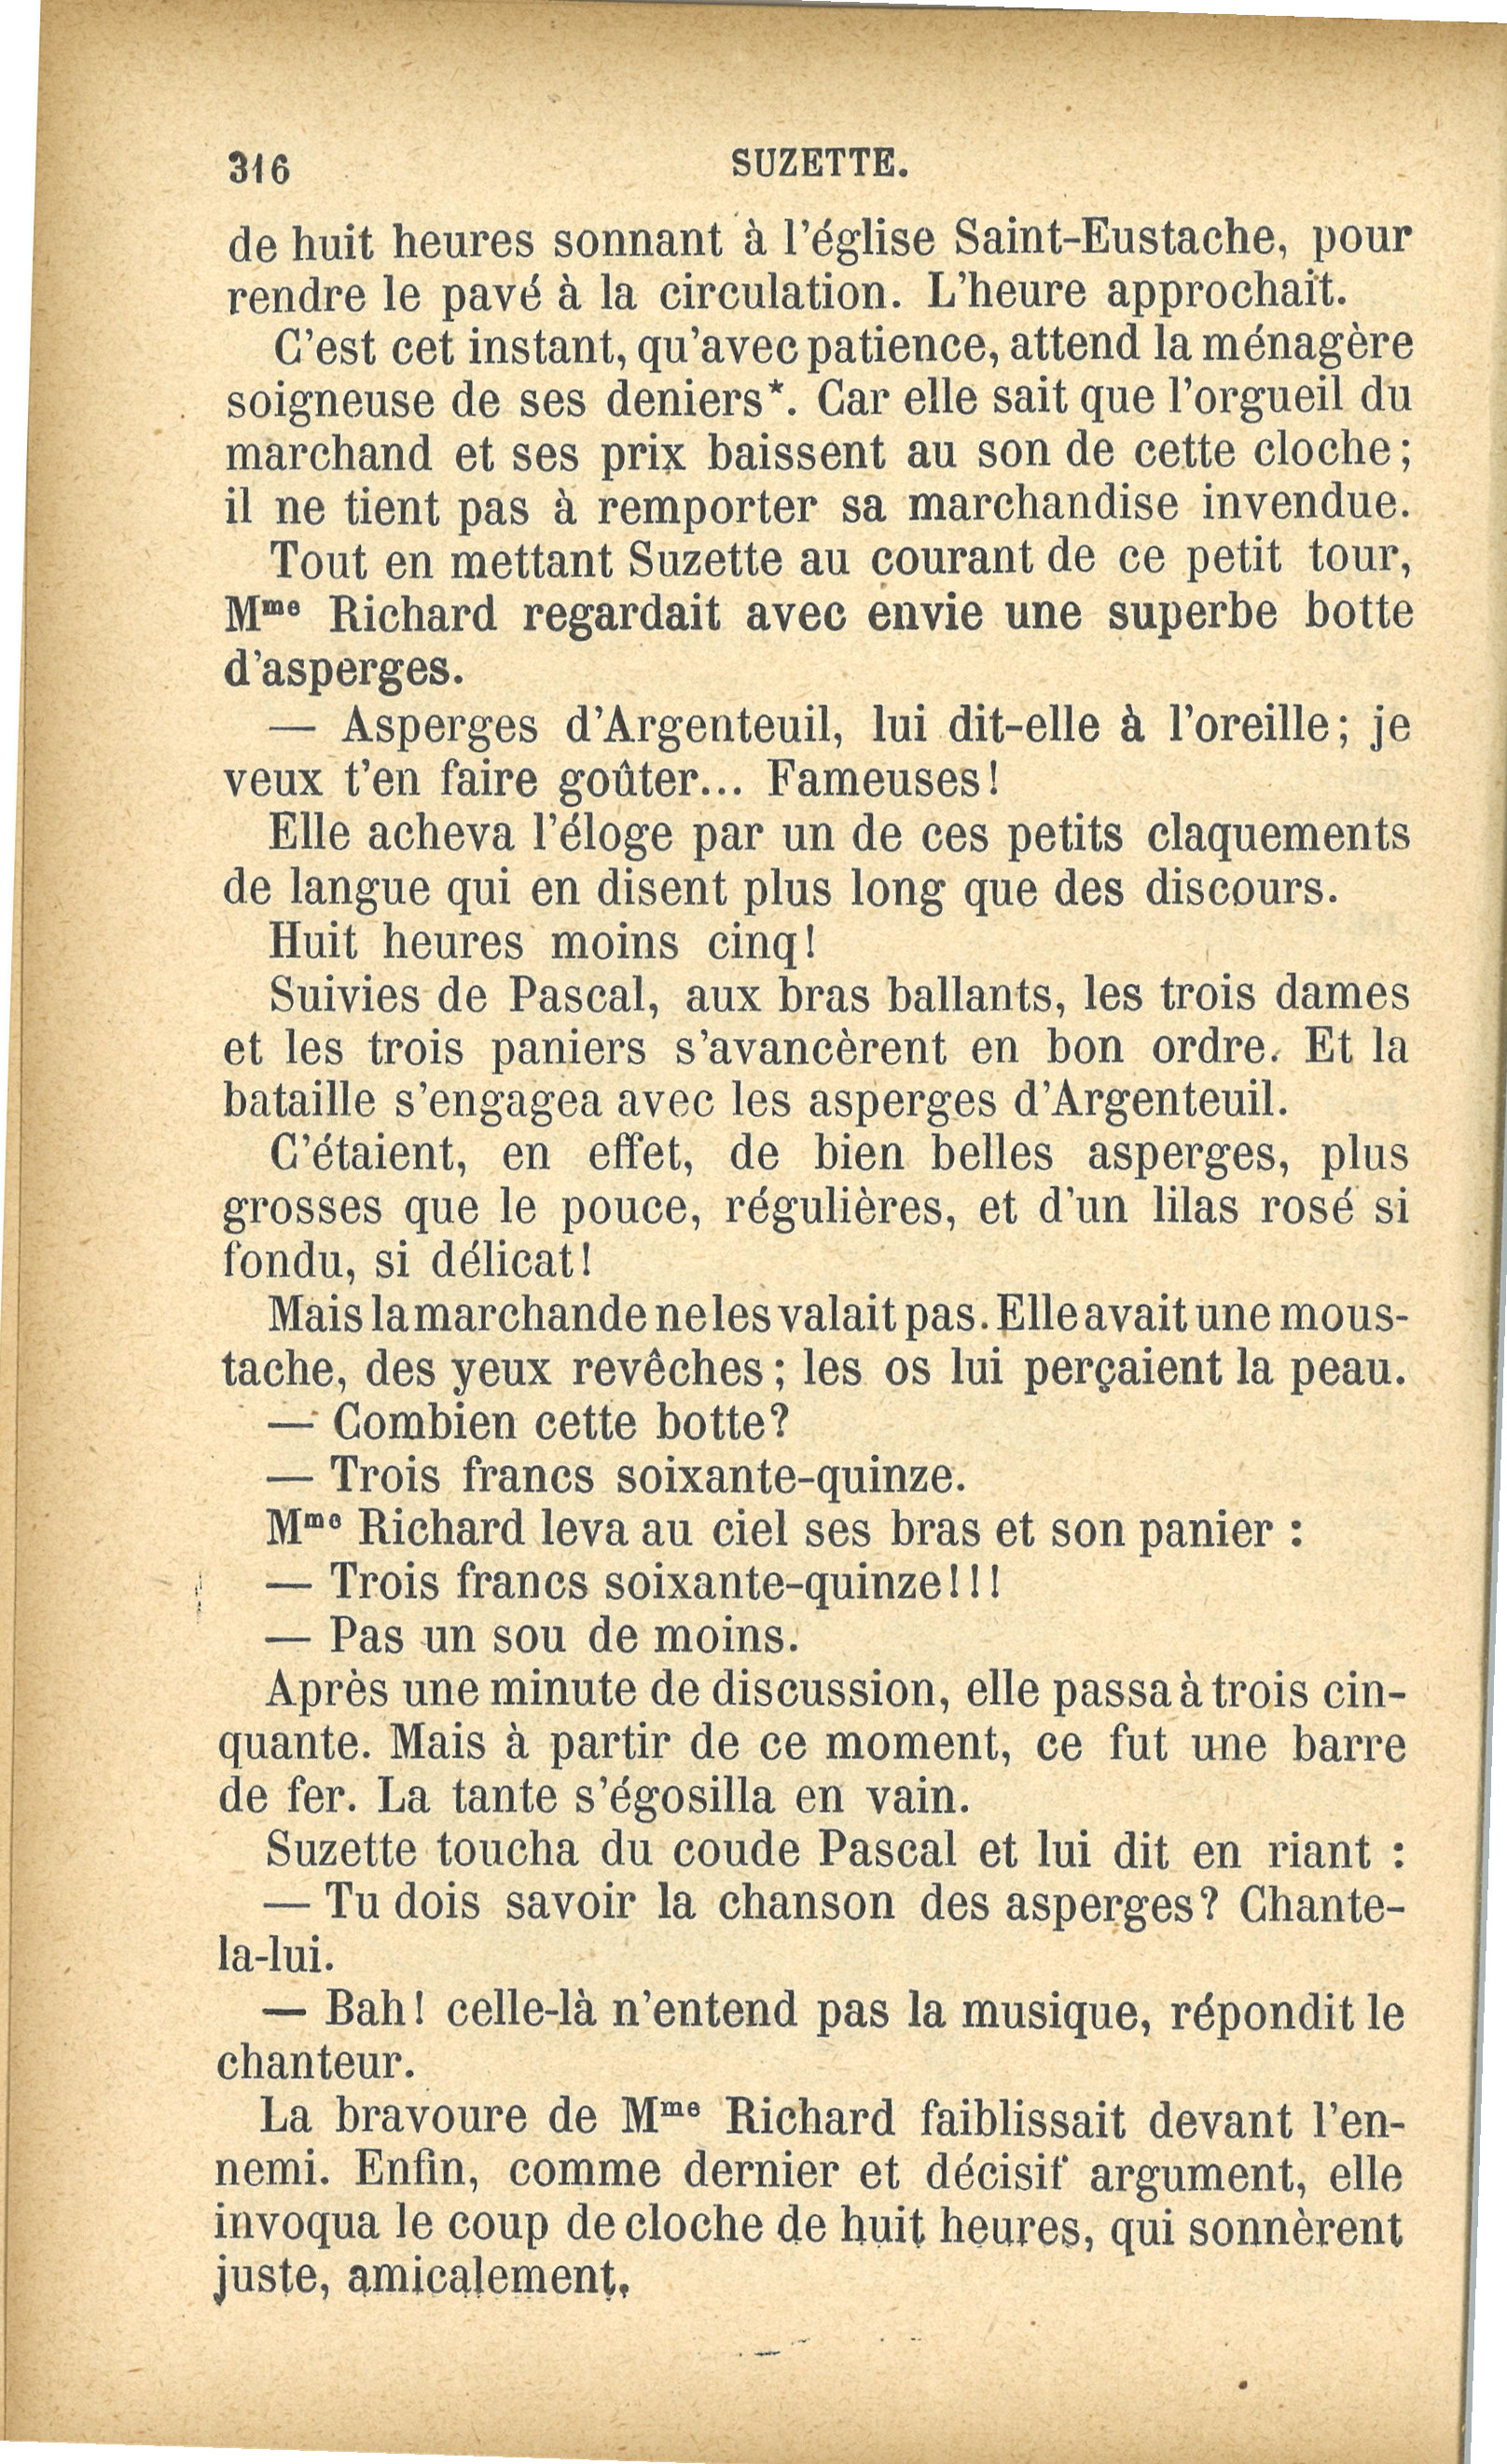 316
SUZETTE.
de huit heures sonnant à l'église Saint-Eustache, pour
rendre le pavé à la circulation. L'heure approchait.
C'est cet instant, qu'avec patience, attend la ménagère
soigneuse de ses deniers*. Car elle sait que l'orgueil du
marchand et ses prix baissent au son de cette cloche;
il ne tient pas à remporter sa marchandise invendue.
Tout en mettant Suzette au courant de ce petit tour,
Mme Richard regardait avec envie une superbe botte
d'asperges.
— Asperges d'Argenteuil, lui dit-elle à l'oreille; je
veux t'en faire goûter... Fameuses!
Elle acheva l'éloge par un de ces petits claquements
de langue qui en disent plus long que des discours.
Huit heures moins cinq!
Suivies de Pascal, aux bras ballants, les trois dames
et les trois paniers s'avancèrent en bon ordre. Et la
bataille s'engagea avec les asperges d'Argenteuil.
C'étaient, en effet, de bien belles asperges, plus
grosses que le pouce, régulières, et d'un lilas rosé si
fondu, si délicat!
Mais la marchande ne les valait pas. Elle avait une mous-
tache, des yeux revêches; les os lui perçaient la peau.
— Combien cette botte?
— Trois francs soixante-quinze.
Mme Richard leva au ciel ses bras et son panier :
— Trois francs soixante-quinze!!!
— Pas un sou de moins.
Après une minute de discussion, elle passa à trois cin-
quante. Mais à partir de ce moment, ce fut une barre
de fer. La tante s'égosilla en vain.
Suzette toucha du coude Pascal et lui dit en riant :
— Tu dois savoir la chanson des asperges? Chante-
la-lui.
— Bah! celle-là n'entend pas la musique, répondit le
chanteur.
La bravoure de Mme Richard faiblissait devant l'en-
nemi. Enfin, comme dernier et décisif argument, elle
invoqua le coup de cloche de huit heures, qui sonnèrent
juste, amicalement.